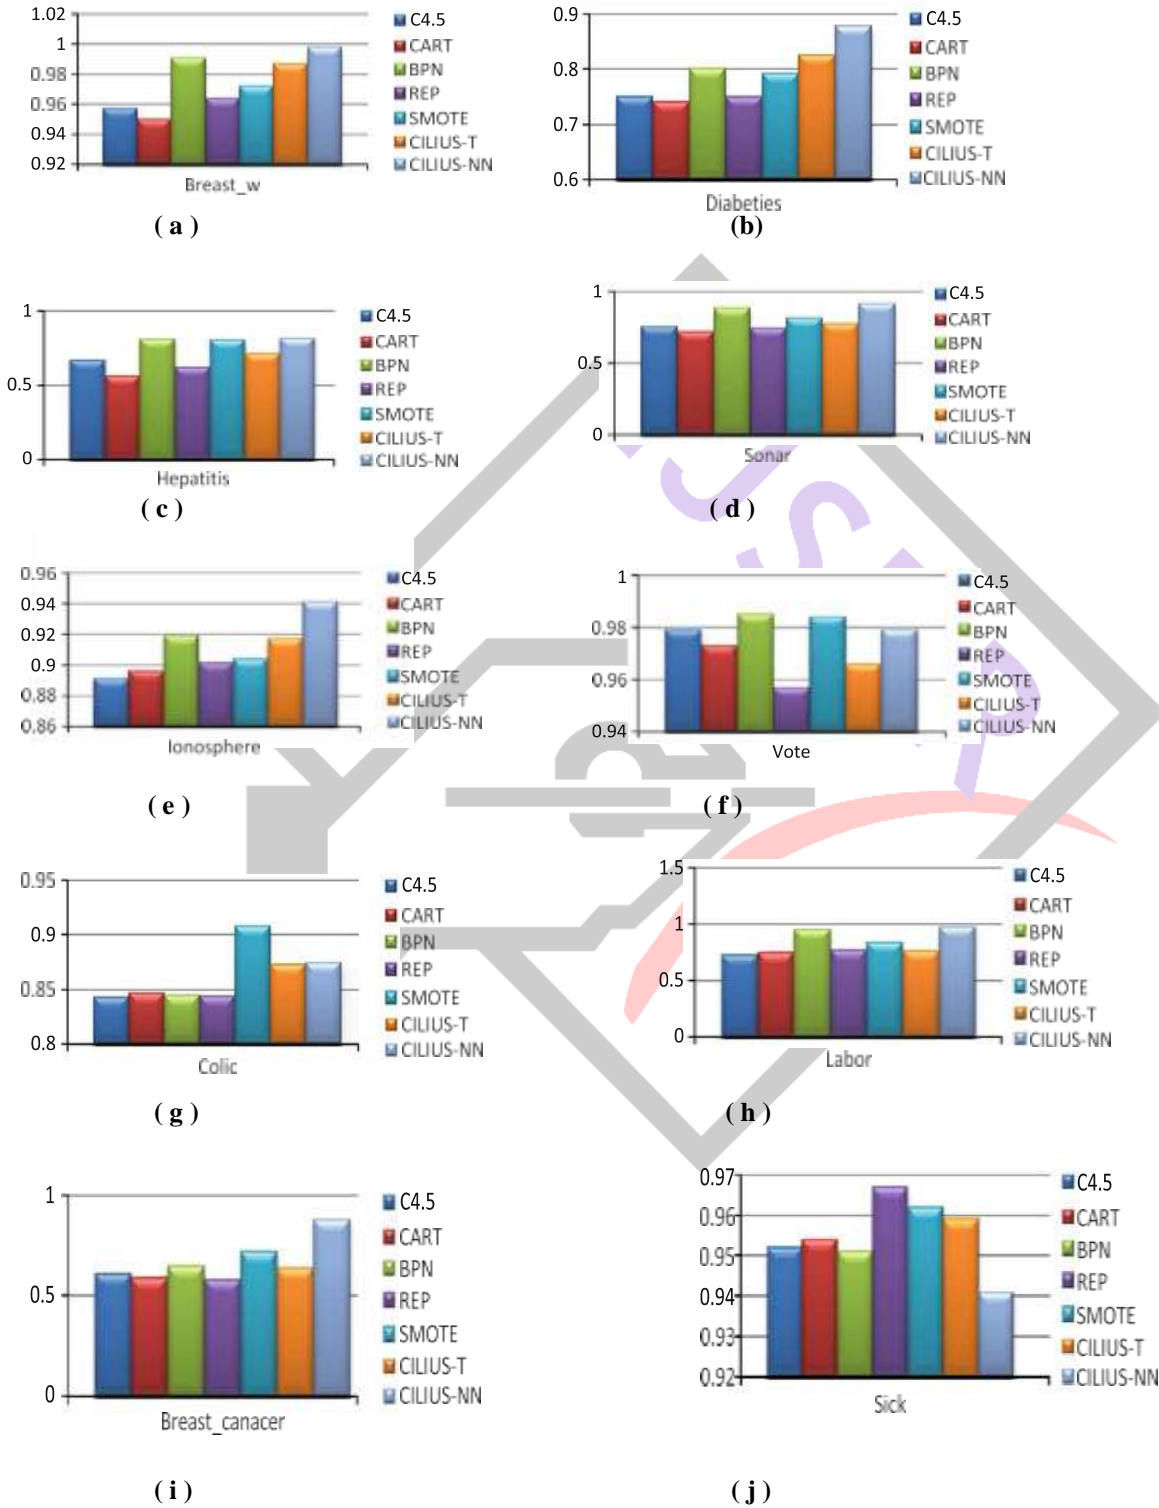 1.02
1
0.98
0.96
0.94
0.92
Breast_w
C4.5
CART
BPN
REP
SMOTE
CILIUS-T
CILIUS-NN
( a )
0.9
0.8
0.7
0.6
Diabeties
C4.5
CART
BPN
REP
SMOTE
CILIUS-T
CILIUS-NN
(b)
1
0.5
0
Hepatitis
C4.5
CART
BPN
REP
SMOTE
CILIUS-T
CILIUS-NN
( c )
1
0.5
0
Sonar
C4.5
CART
BPN
REP
SMOTE
CILIUS-T
CILIUS-NN
( d )
0.96
0.94
0.92
0.9
0.88
0.86
Ionosphere
C4.5
CART
BPN
REP
SMOTE
CILIUS-T
CILIUS-NN
( e )
1
0.98
0.96
0.94
Vote
C4.5
CART
BPN
REP
SMOTE
CILIUS-T
CILIUS-NN
( f )
0.95
0.9
0.85
0.8
Colic
C4.5
CART
BPN
REP
SMOTE
CILIUS-T
CILIUS-NN
( g )
1.5
1
0.5
0
Labor
C4.5
CART
BPN
REP
SMOTE
CILIUS-T
CILIUS-NN
( h )
1
0.5
0
Breast_canacer
C4.5
CART
BPN
REP
SMOTE
CILIUS-T
CILIUS-NN
( i )
0.97
0.96
0.95
0.94
0.93
0.92
Sick
C4.5
CART
BPN
REP
SMOTE
CILIUS-T
CILIUS-NN
( j )